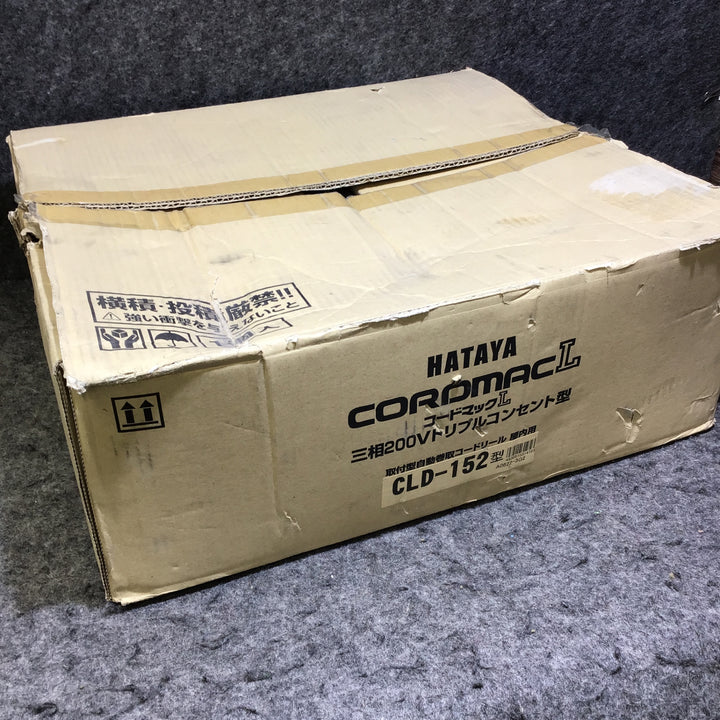 横積・投積 厳禁!!
⚠強い衝撃を与えないこと
HATAYA
CORDMAC L
コードマックL
三相200Vトリプルコンセント型
取付型自動巻取コードリール 屋内用
CLD-152型